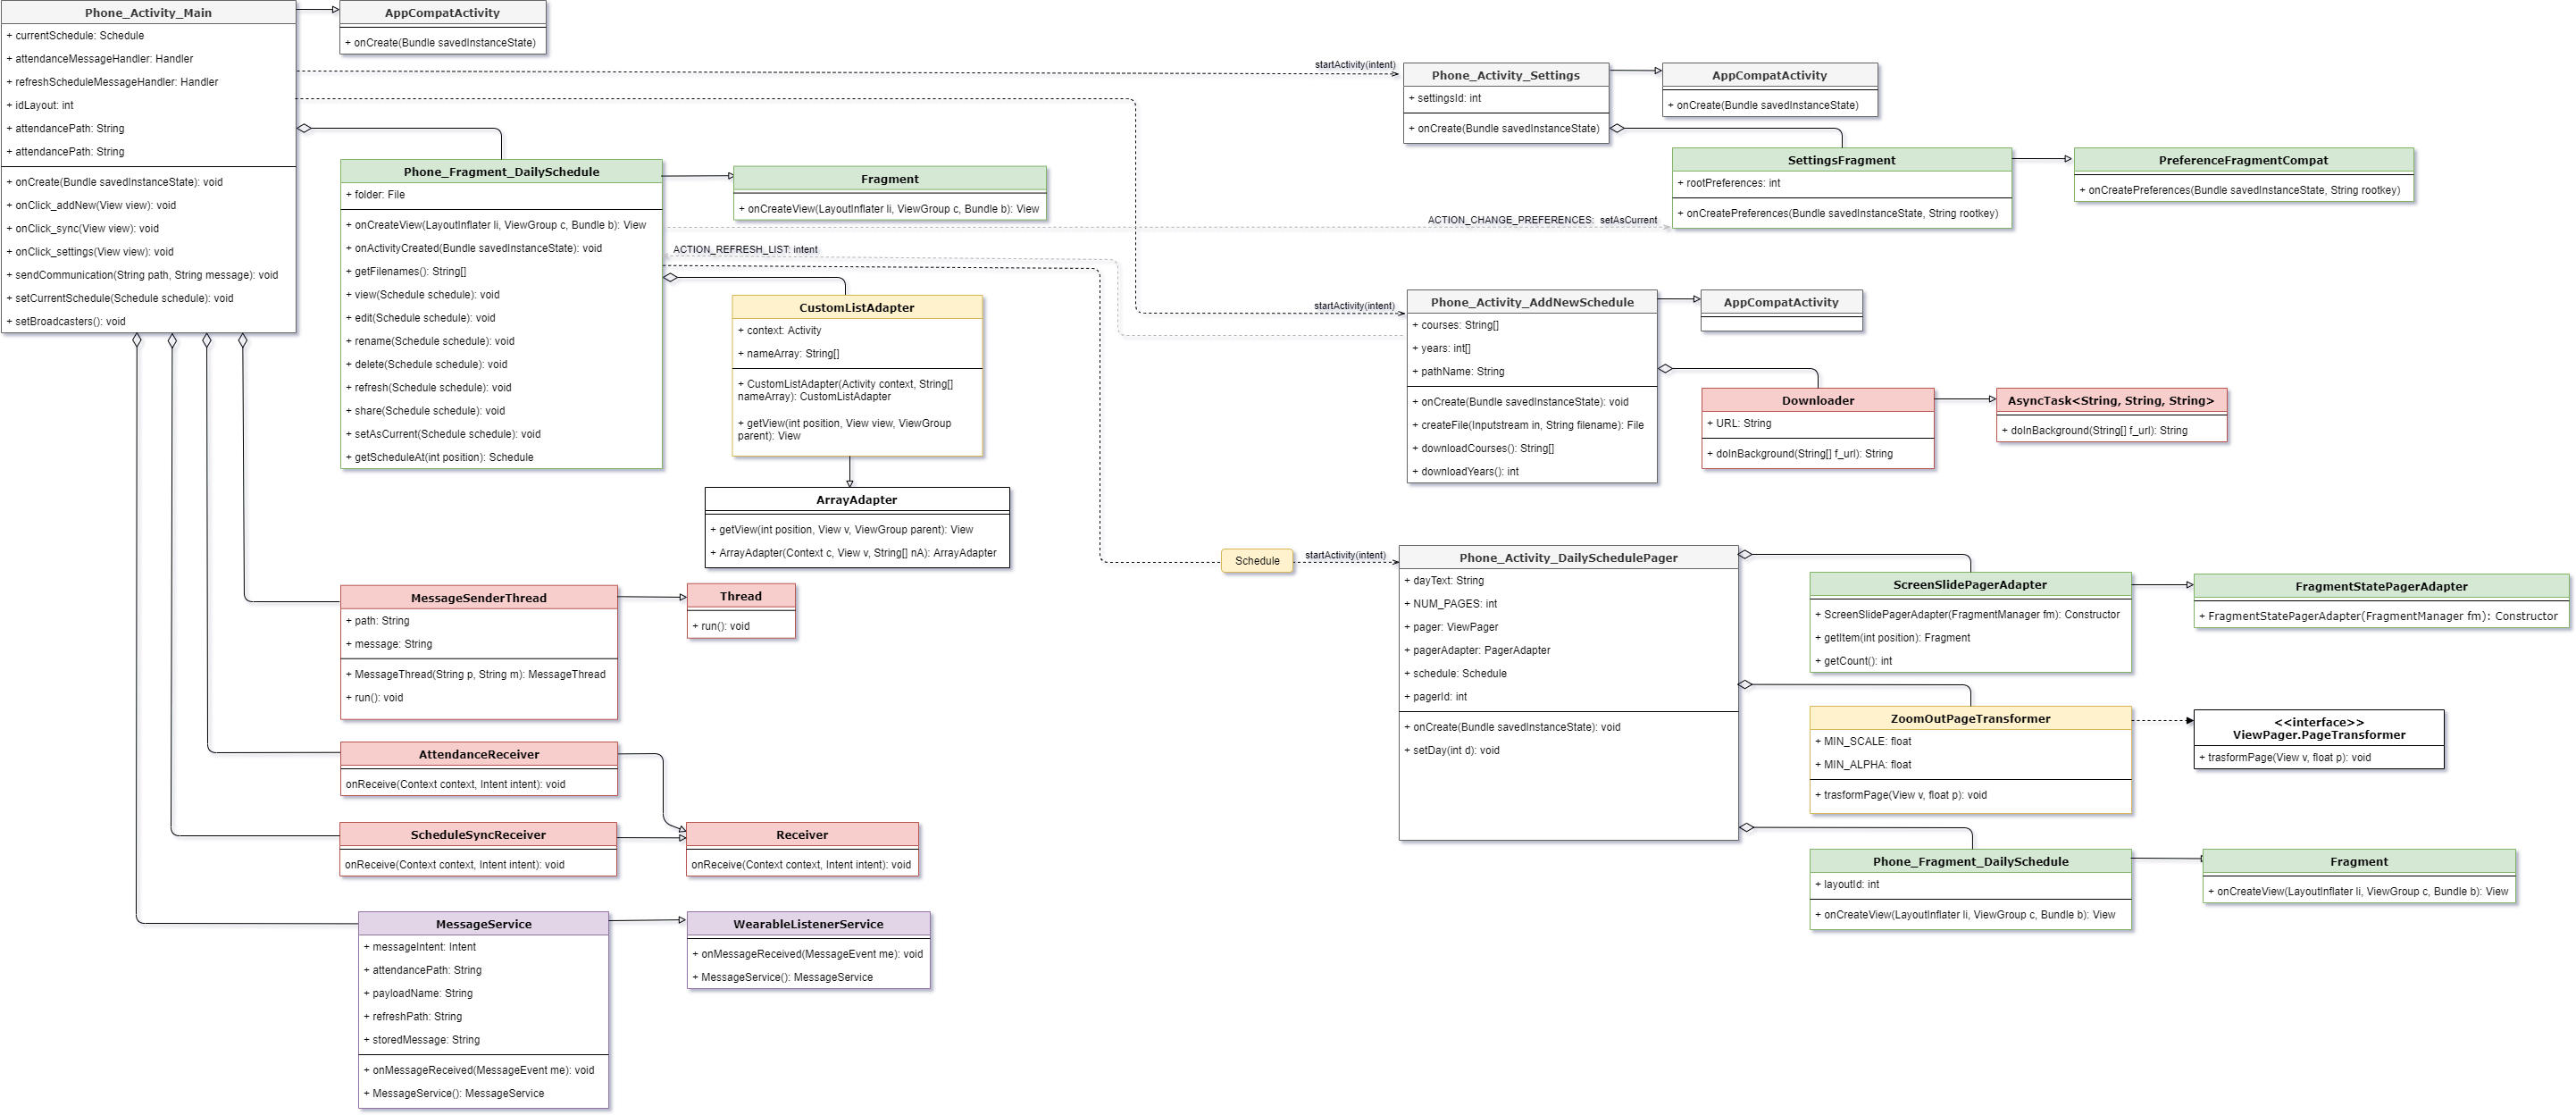 Phone_Activity_Main
+ currentSchedule: Schedule
+ attendanceMessageHandler: Handler
+ refreshScheduleMessageHandler: Handler
+ idLayout: int
+ attendancePath: String
+ attendancePath: String
+ onCreate(Bundle savedInstanceState): void
+ onClick_addNew(View view): void
+ onClick_sync(View view): void
+ onClick_settings(View view): void
+ sendCommunication(String path, String message): void
+ setCurrentSchedule(Schedule schedule): void
+ setBroadcasters(): void
AppCompatActivity
+ onCreate(Bundle savedInstanceState)
startActivity(intent)
Phone_Activity_Settings
+ settingsId: int
+ onCreate(Bundle savedInstanceState)
AppCompatActivity
+ onCreate(Bundle savedInstanceState)
SettingsFragment
+ rootPreferences: int
+ onCreatePreferences(Bundle savedInstanceState, String rootkey)
PreferenceFragmentCompat
+ onCreatePreferences(Bundle savedInstanceState, String rootkey)
Phone_Fragment_DailySchedule
+ folder: File
+ onCreateView(LayoutInflater li, ViewGroup c, Bundle b): View
+ onActivityCreated(Bundle savedInstanceState): void
+ getFilenames(): String[]
+ view(Schedule schedule): void
+ edit(Schedule schedule): void
+ rename(Schedule schedule): void
+ delete(Schedule schedule): void
+ refresh(Schedule schedule): void
+ share(Schedule schedule): void
+ setAsCurrent(Schedule schedule): void
+ getScheduleAt(int position): Schedule
Fragment
+ onCreateView(LayoutInflater li, ViewGroup c, Bundle b): View
ACTION_CHANGE_PREFERENCES: setAsCurrent
ACTION_REFRESH_LIST: intent
CustomListAdapter
+ context: Activity
+ nameArray: String[]
+ CustomListAdapter(Activity context, String[]
nameArray): CustomListAdapter
+ getView(int position, View view, ViewGroup
parent): View
ArrayAdapter
+ getView(int position, View v, ViewGroup parent): View
+ ArrayAdapter(Context c, View v, String[] nA): ArrayAdapter
startActivity(intent)
Phone_Activity_AddNewSchedule
+ courses: String[]
+ years: int[]
+ pathName: String
+ onCreate(Bundle savedInstanceState): void
+ createFile(Inputstream in, String filename): File
+ downloadCourses(): String[]
+ downloadYears(): int
AppCompatActivity
Downloader
+ URL: String
+ doInBackground(String[] f_url): String
AsyncTask<String, String, String>
+ doInBackground(String[] f_url): String
Schedule
startActivity(intent)
Phone_Activity_DailySchedulePager
+ dayText: String
+ NUM_PAGES: int
+ pager: ViewPager
+ pagerAdapter: PagerAdapter
+ schedule: Schedule
+ pagerId: int
+ onCreate(Bundle savedInstanceState): void
+ setDay(int d): void
ScreenSlidePagerAdapter
+ ScreenSlidePagerAdapter(FragmentManager fm): Constructor
+ getItem(int position): Fragment
+ getCount(): int
FragmentStatePagerAdapter
+ FragmentStatePagerAdapter(FragmentManager fm): Constructor
ZoomOutPageTransformer
+ MIN_SCALE: float
+ MIN_ALPHA: float
+ trasformPage(View v, float p): void
<<interface>>
ViewPager.PageTransformer
+ trasformPage(View v, float p): void
Phone_Fragment_DailySchedule
+ layoutId: int
+ onCreateView(LayoutInflater li, ViewGroup c, Bundle b): View
Fragment
+ onCreateView(LayoutInflater li, ViewGroup c, Bundle b): View
MessageSenderThread
+ path: String
+ message: String
+ MessageThread(String p, String m): MessageThread
+ run(): void
Thread
+ run(): void
AttendanceReceiver
onReceive(Context context, Intent intent): void
ScheduleSyncReceiver
onReceive(Context context, Intent intent): void
Receiver
onReceive(Context context, Intent intent): void
MessageService
+ messageIntent: Intent
+ attendancePath: String
+ payloadName: String
+ refreshPath: String
+ storedMessage: String
+ onMessageReceived(MessageEvent me): void
+ MessageService(): MessageService
WearableListenerService
+ onMessageReceived(MessageEvent me): void
+ MessageService(): MessageService